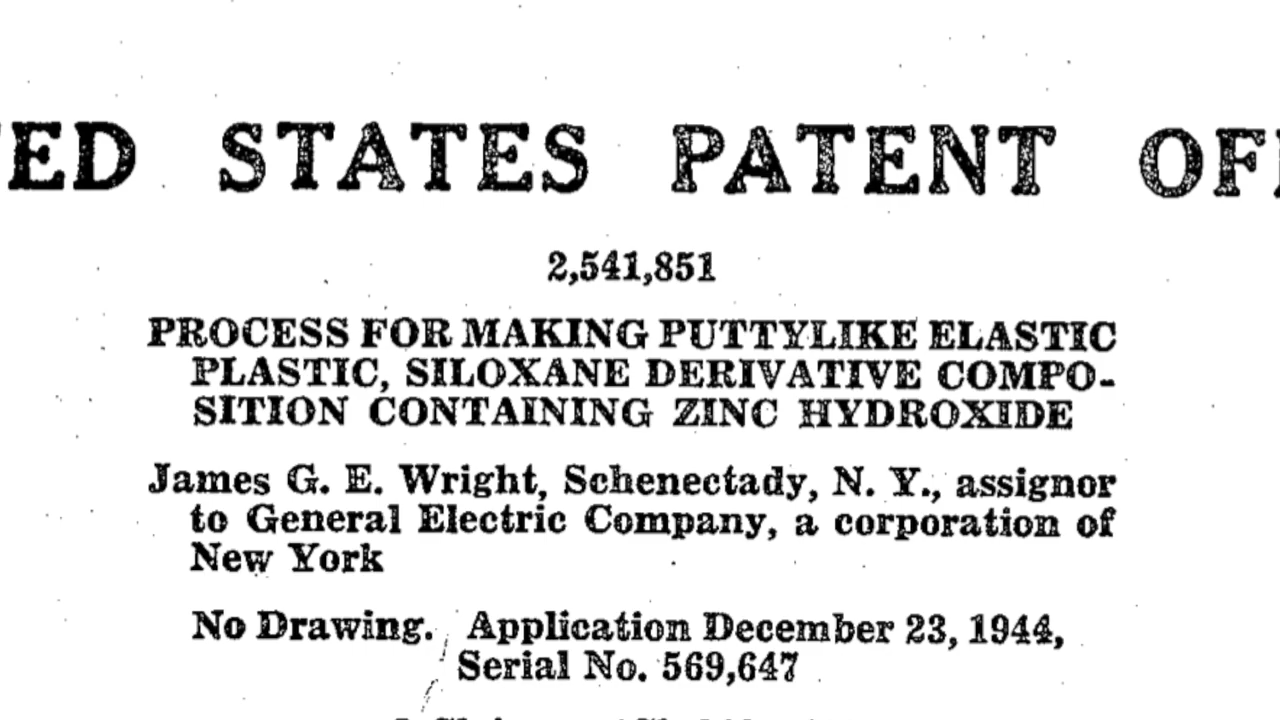 ED STATES PATENT OF
2,541,851
PROCESS FOR MAKING PUTTYLIKE ELASTIC
PLASTIC, SILOXANE DERIVATIVE COMPO-
SITION CONTAINING ZINC HYDROXIDE
James G. E. Wright, Schenectady, N. Y., assignor
to General Electric Company, a corporation of
New York
No Drawing. Application December 23, 1944,
Serial No. 569,647